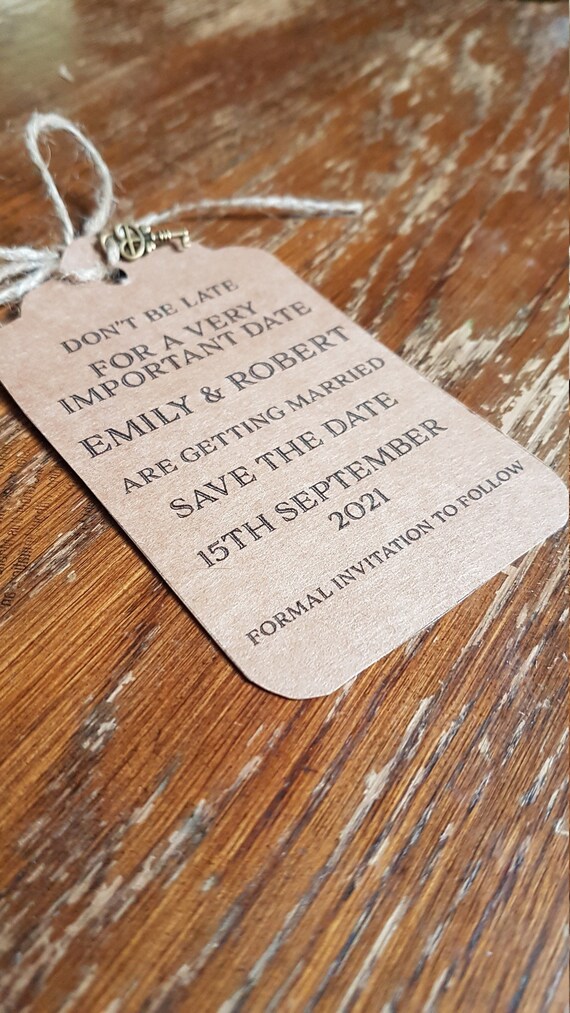 DON'T BE LATE
FOR A VERY
IMPORTANT DATE
EMILY & ROBERT
ARE GETTING MARRIED
SAVE THE DATE
15TH SEPTEMBER
2021
FORMAL INVITATION TO FOLLOW